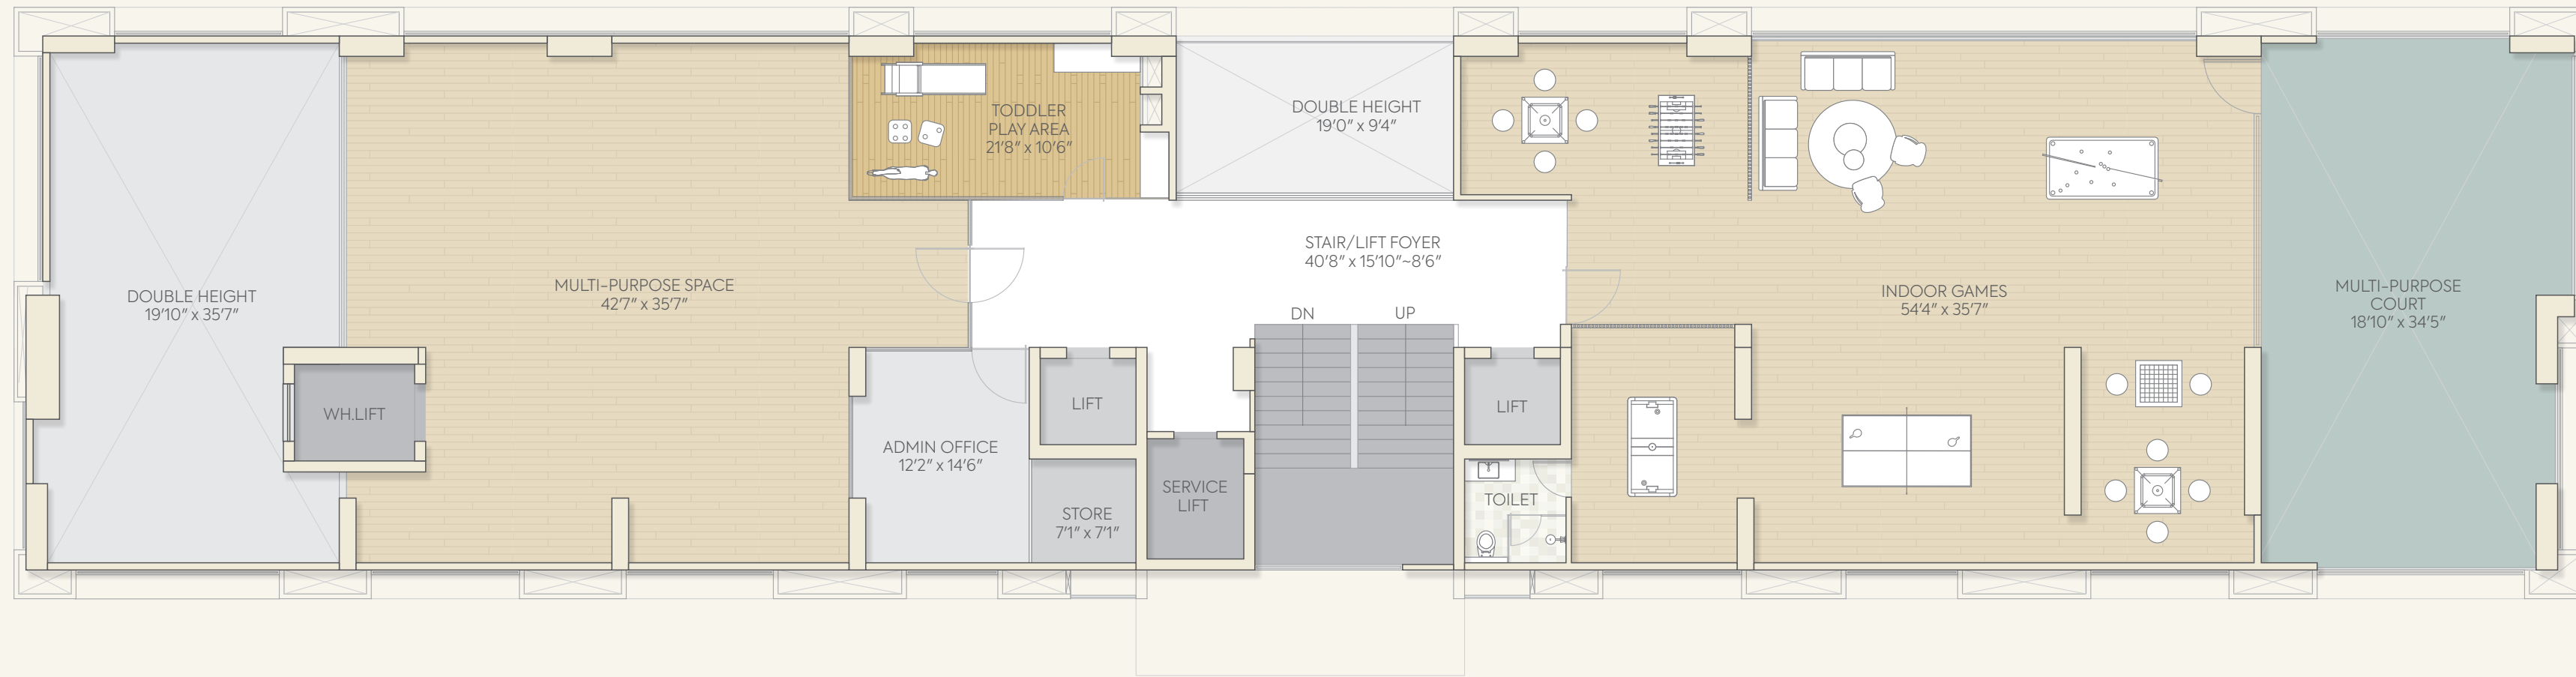 DOUBLE HEIGHT
19'10" x 35'7"
WH.LIFT
MULTI-PURPOSE SPACE
42'7" x 35'7"
TODDLER
PLAY AREA
21'8" x 10'6"
ADMIN OFFICE
12'2" x 14'6"
LIFT
STORE
7'1" x 7'1"
SERVICE
LIFT
DOUBLE HEIGHT
19'0" x 9'4"
STAIR/LIFT FOYER
40'8" x 15'10"~8'6"
DN
UP
LIFT
TOILET
INDOOR GAMES
54'4" x 35'7"
MULTI-PURPOSE
COURT
18'10" x 34'5"